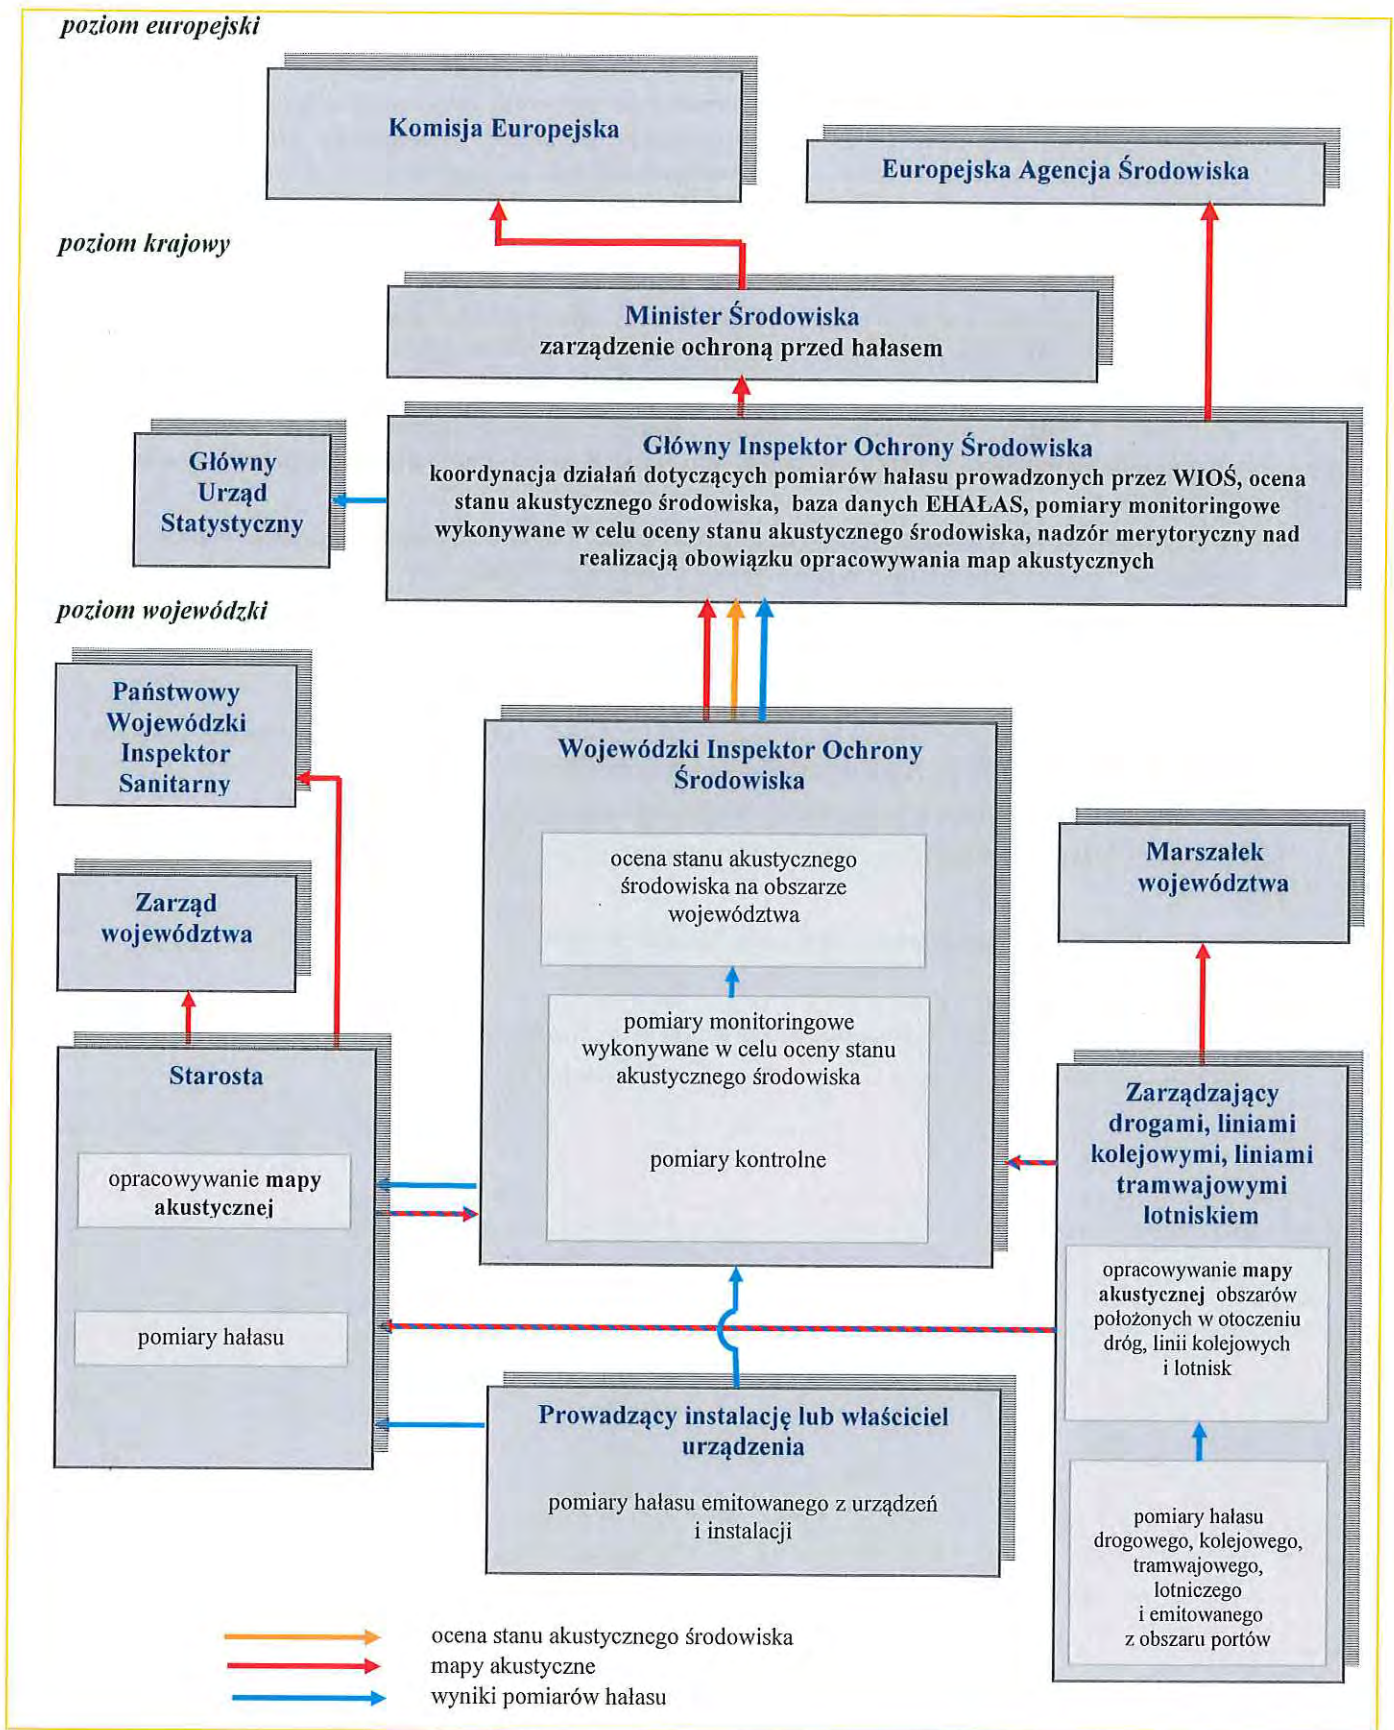 poziom europejski
Komisja Europejska
Europejska Agencja Środowiska
poziom krajowy
Minister Środowiska
zarządzenie ochroną przed hałasem
Główny
Urząd
Statystyczny
Główny Inspektor Ochrony Środowiska
koordynacja działań dotyczących pomiarów hałasu prowadzonych przez WIOŚ, ocena
stanu akustycznego środowiska, baza danych EHAŁAS, pomiary monitoringowe
wykonywane w celu oceny stanu akustycznego środowiska, nadzór merytoryczny nad
realizacją obowiązku opracowywania map akustycznych
poziom wojewódzki
Państwowy
Wojewódzki
Inspektor
Sanitarny
Zarząd
województwa
Starosta
opracowywanie mapy
akustycznej
pomiary hałasu
Wojewódzki Inspektor Ochrony
Środowiska
ocena stanu akustycznego
środowiska na obszarze
województwa
pomiary monitoringowe
wykonywane w celu oceny stanu
akustycznego środowiska
pomiary kontrolne
Marszałek
województwa
Zarządzający
drogami, liniami
kolejowymi, liniami
tramwajowymi
lotniskiem
opracowywanie mapy
akustycznej obszarów
położonych w otoczeniu
dróg, linii kolejowych
i lotnisk
pomiary hałasu
drogowego, kolejowego,
tramwajowego,
lotniczego
i emitowanego
z obszaru portów
Prowadzący instalację lub właściciel
urządzenia
pomiary hałasu emitowanego z urządzeń
i instalacji
ocena stanu akustycznego środowiska
mapy akustyczne
wyniki pomiarów hałasu